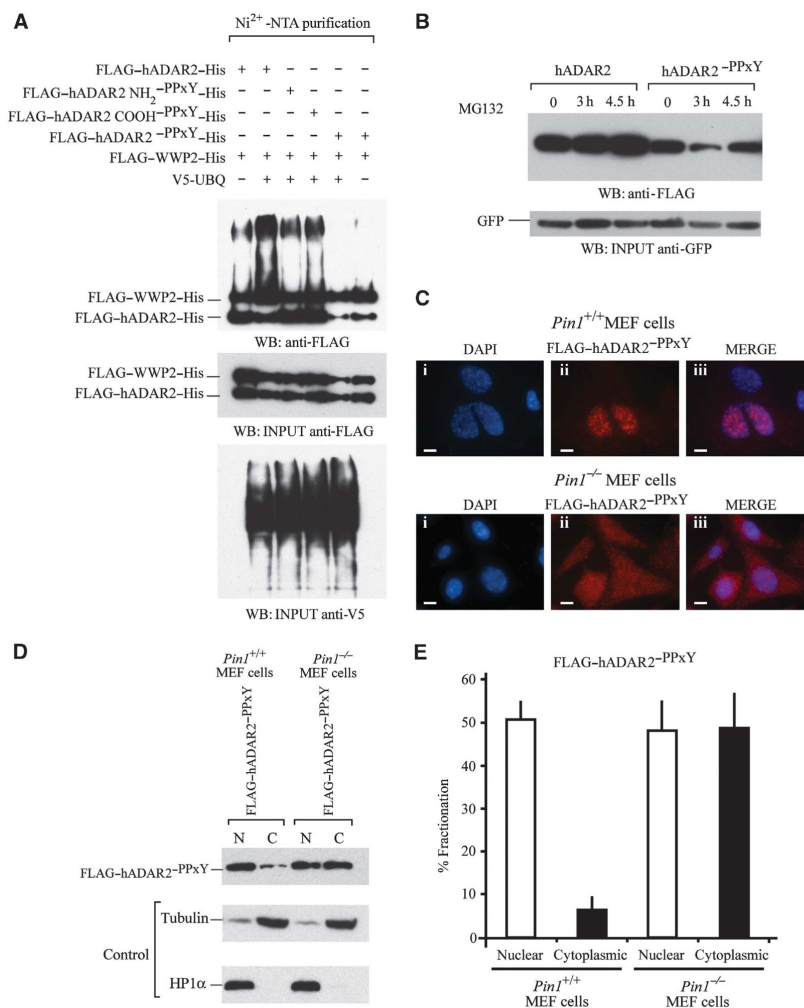 A
Ni2+ -NTA purification
FLAG–hADAR2–His + + – – – –
FLAG–hADAR2 NH2–PPxY–His – – + – – –
FLAG–hADAR2 COOH–PPxY–His – – – + – –
FLAG–hADAR2 –PPxY–His – – – – + +
FLAG–WWP2–His + + + + + +
V5-UBQ – + + + + –
FLAG–WWP2–His
FLAG–hADAR2–His
WB: anti-FLAG
FLAG–WWP2–His
FLAG–hADAR2–His
WB: INPUT anti-FLAG
WB: INPUT anti-V5
B
hADAR2 hADAR2–PPxY
MG132 0 3 h 4.5 h 0 3 h 4.5 h
WB: anti-FLAG
GFP
WB: INPUT anti-GFP
C
Pin1+/+ MEF cells
DAPI FLAG–hADAR2–PPxY MERGE
i ii iii
Pin1–/– MEF cells
DAPI FLAG–hADAR2–PPxY MERGE
i ii iii
D
Pin1+/+ MEF cells
Pin1–/– MEF cells
FLAG–hADAR2–PPxY
FLAG–hADAR2–PPxY
N C N C
FLAG–hADAR2–PPxY
Control
Tubulin
HP1α
E
FLAG–hADAR2–PPxY
% Fractionation
60
50
40
30
20
10
0
Nuclear Cytoplasmic Nuclear Cytoplasmic
Pin1+/+ MEF cells
Pin1–/– MEF cells